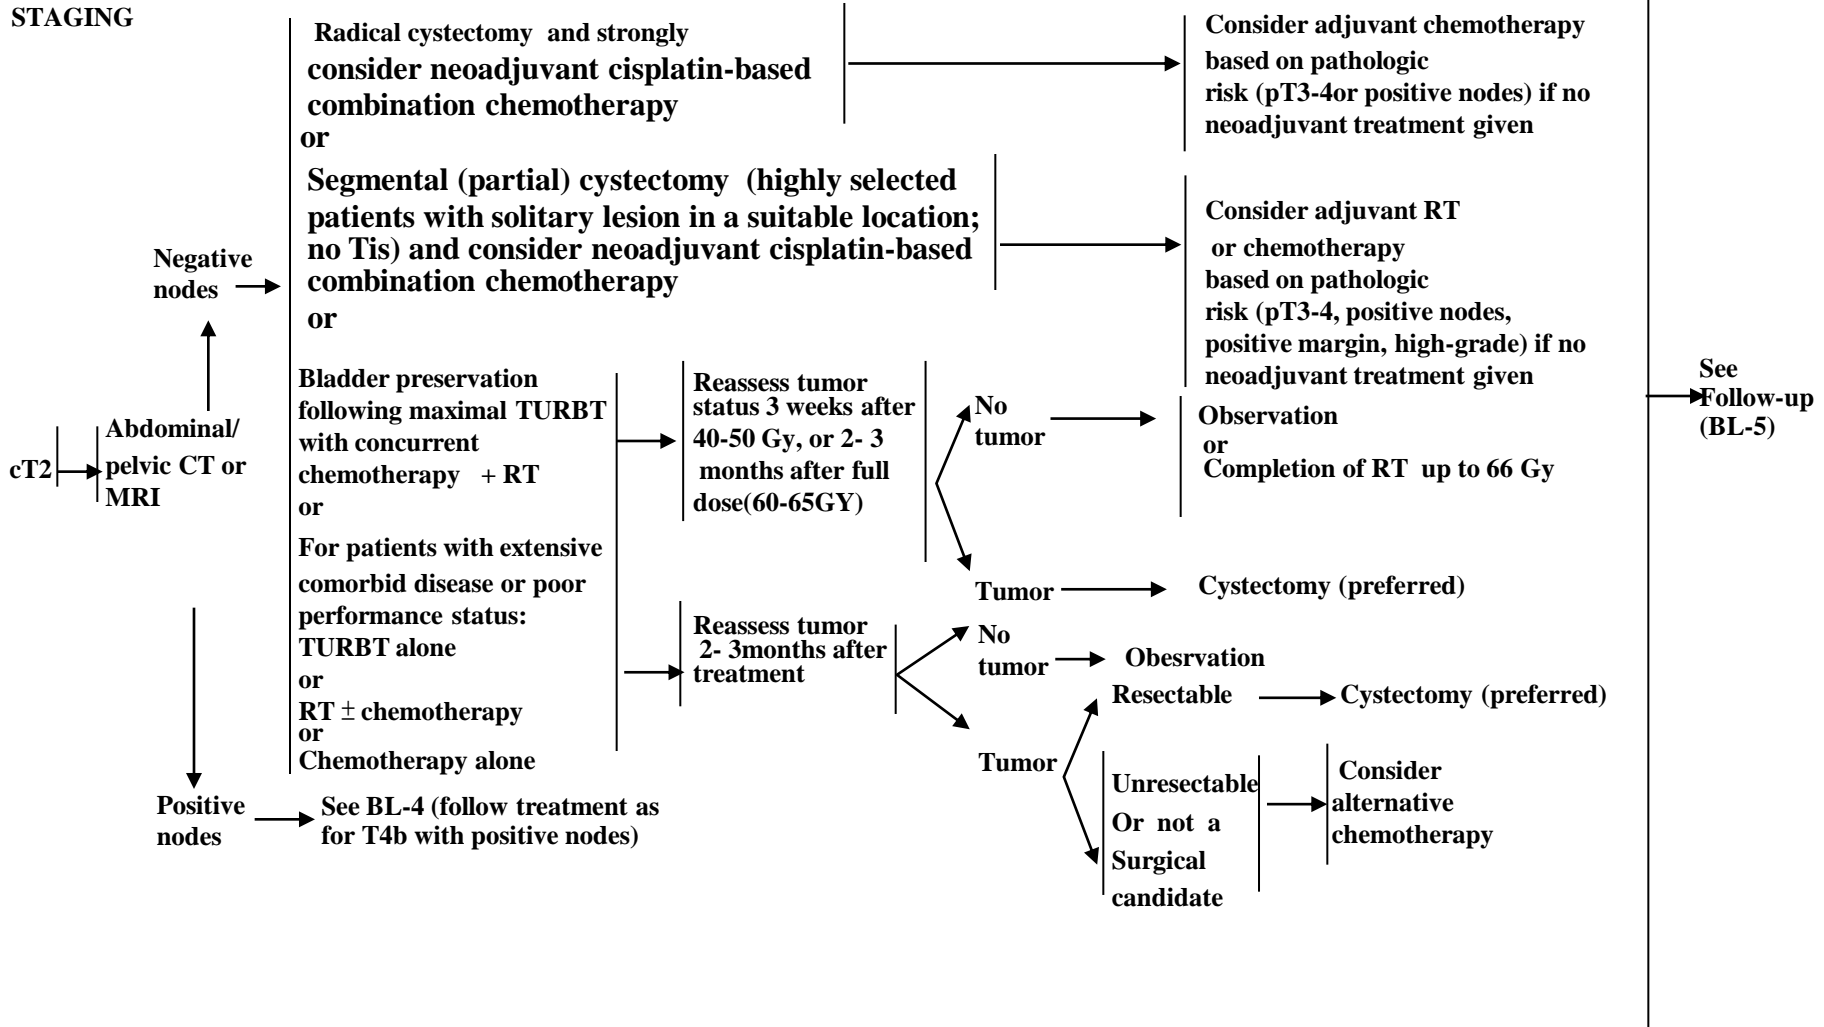 STAGING
cT2
Abdominal/
pelvic CT or
MRI
Negative
nodes
Radical cystectomy and strongly
consider neoadjuvant cisplatin-based
combination chemotherapy
or
Segmental (partial) cystectomy (highly selected
patients with solitary lesion in a suitable location;
no Tis) and consider neoadjuvant cisplatin-based
combination chemotherapy
or
Bladder preservation
following maximal TURBT
with concurrent
chemotherapy + RT
or
For patients with extensive
comorbid disease or poor
performance status:
TURBT alone
or
RT ± chemotherapy
or
Chemotherapy alone
Consider adjuvant chemotherapy
based on pathologic
risk (pT3-4or positive nodes) if no
neoadjuvant treatment given
Consider adjuvant RT
or chemotherapy
based on pathologic
risk (pT3-4, positive nodes,
positive margin, high-grade) if no
neoadjuvant treatment given
Reassess tumor
status 3 weeks after
40-50 Gy, or 2- 3
months after full
dose(60-65GY)
No
tumor
Observation
or
Completion of RT up to 66 Gy
Tumor
Cystectomy (preferred)
Reassess tumor
2- 3months after
treatment
No
tumor
Obesrvation
Tumor
Resectable
Cystectomy (preferred)
Unresectable
Or not a
Surgical
candidate
Consider
alternative
chemotherapy
Positive
nodes
See BL-4 (follow treatment as
for T4b with positive nodes)
See
Follow-up
(BL-5)